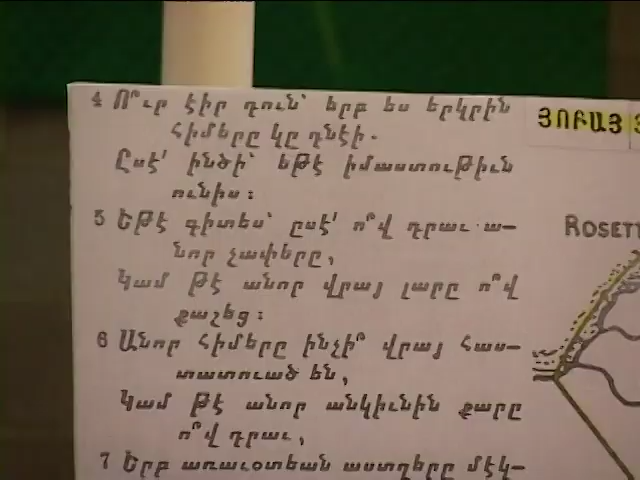 4 Ո՞ւր էիր դուն՝ երբ ես երկրին
հիմերը կը դնէի.
Ըսէ՛ ինծի՝ եթէ իմաստութիւն
ունիս։
5 Եթէ գիտես՝ ըսէ՛ ո՞վ դրաւ ա—
նոր չափերը,
Կամ թէ անոր վրայ լարը ո՞վ
քաշեց։
6 Անոր հիմերը ինչի՞ վրայ հաս—
տատուած են,
Կամ թէ անոր անկիւնին քարը
ո՞վ դրաւ,
7 Երբ առաւօտեան աստղերը մէկ—
ՅՈԲԱՅ
ROSETT